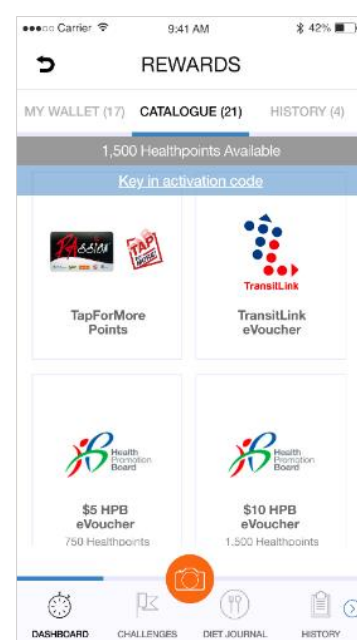 Carrier 9:41 AM 42%
REWARDS
MY WALLET (17) CATALOGUE (21) HISTORY (4)
1,500 Healthpoints Available
Key in activation code
PAssion TAP
TransitLink
TapForMore
Points
TransitLink
eVoucher
Health
Promotion
Board
Health
Promotion
Board
$5 HPB
eVoucher
750 Healthpoints
$10 HPB
eVoucher
1,500 Healthpoints
DASHBOARD CHALLENGES DIET JOURNAL HISTORY